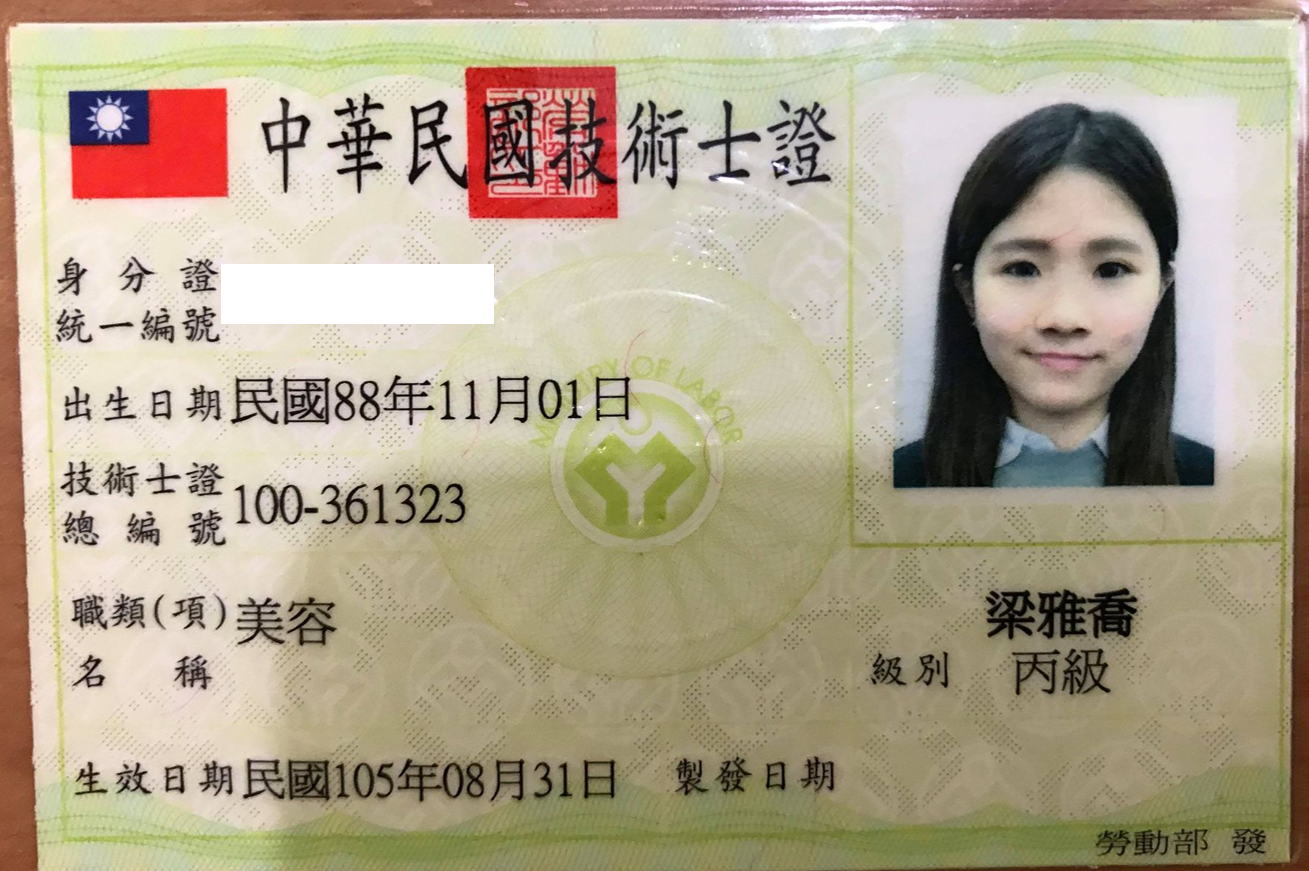 中華民國技術士證
身分證
統一編號
出生日期 民國88年11月01日
MINISTRY OF LABOR
技術士證
總編號 100-361323
職類(項)
名稱 美容
梁雅喬
級別 丙級
生效日期 民國105年08月31日 製發日期
勞動部 發